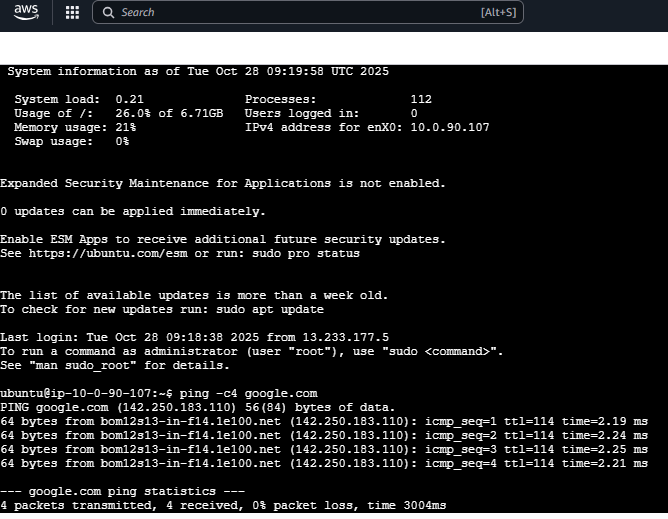 aws
Search [Alt+S]
System information as of Tue Oct 28 09:19:58 UTC 2025
System load: 0.21 Processes: 112
Usage of /: 26.0% of 6.71GB Users logged in: 0
Memory usage: 21% IPv4 address for enX0: 10.0.90.107
Swap usage: 0%
Expanded Security Maintenance for Applications is not enabled.
0 updates can be applied immediately.
Enable ESM Apps to receive additional future security updates.
See https://ubuntu.com/esm or run: sudo pro status
The list of available updates is more than a week old.
To check for new updates run: sudo apt update
Last login: Tue Oct 28 09:18:38 2025 from 13.233.177.5
To run a command as administrator (user "root"), use "sudo <command>".
See "man sudo_root" for details.
ubuntu@ip-10-0-90-107:~$ ping -c4 google.com
PING google.com (142.250.183.110) 56(84) bytes of data.
64 bytes from bom12s13-in-f14.1e100.net (142.250.183.110): icmp_seq=1 ttl=114 time=2.19 ms
64 bytes from bom12s13-in-f14.1e100.net (142.250.183.110): icmp_seq=2 ttl=114 time=2.24 ms
64 bytes from bom12s13-in-f14.1e100.net (142.250.183.110): icmp_seq=3 ttl=114 time=2.25 ms
64 bytes from bom12s13-in-f14.1e100.net (142.250.183.110): icmp_seq=4 ttl=114 time=2.21 ms
--- google.com ping statistics ---
4 packets transmitted, 4 received, 0% packet loss, time 3004ms